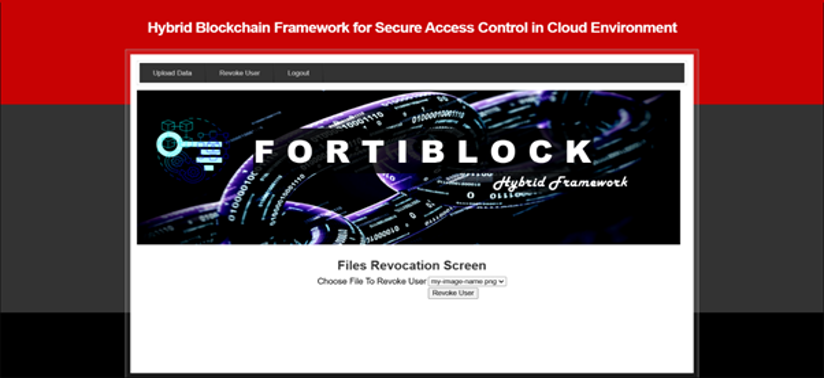 Hybrid Blockchain Framework for Secure Access Control in Cloud Environment
Upload Data Revoke User Logout
FORTIBLOCK
Hybrid Framework
Files Revocation Screen
Choose File To Revoke User my-image-name.png
Revoke User